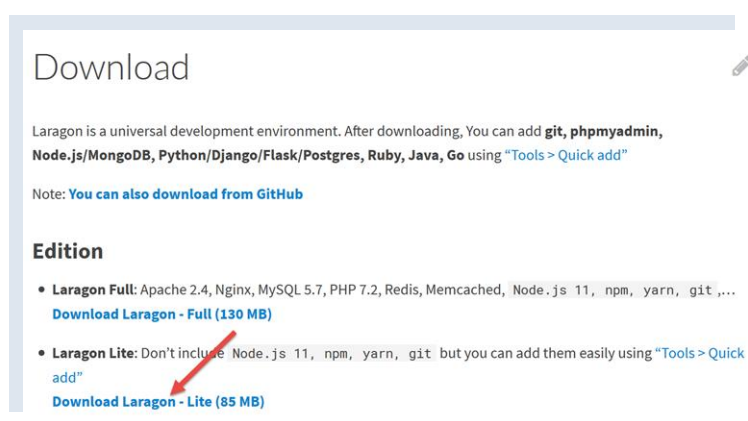 Download
Laragon is a universal development environment. After downloading, You can add git, phpmyadmin,
Node.js/MongoDB, Python/Django/Flask/Postgres, Ruby, Java, Go using “Tools > Quick add”
Note: You can also download from GitHub
Edition
• Laragon Full: Apache 2.4, Nginx, MySQL 5.7, PHP 7.2, Redis, Memcached, Node.js 11, npm, yarn, git ,...
Download Laragon - Full (130 MB)
• Laragon Lite: Don’t include Node.js 11, npm, yarn, git but you can add them easily using “Tools > Quick
add”
Download Laragon - Lite (85 MB)